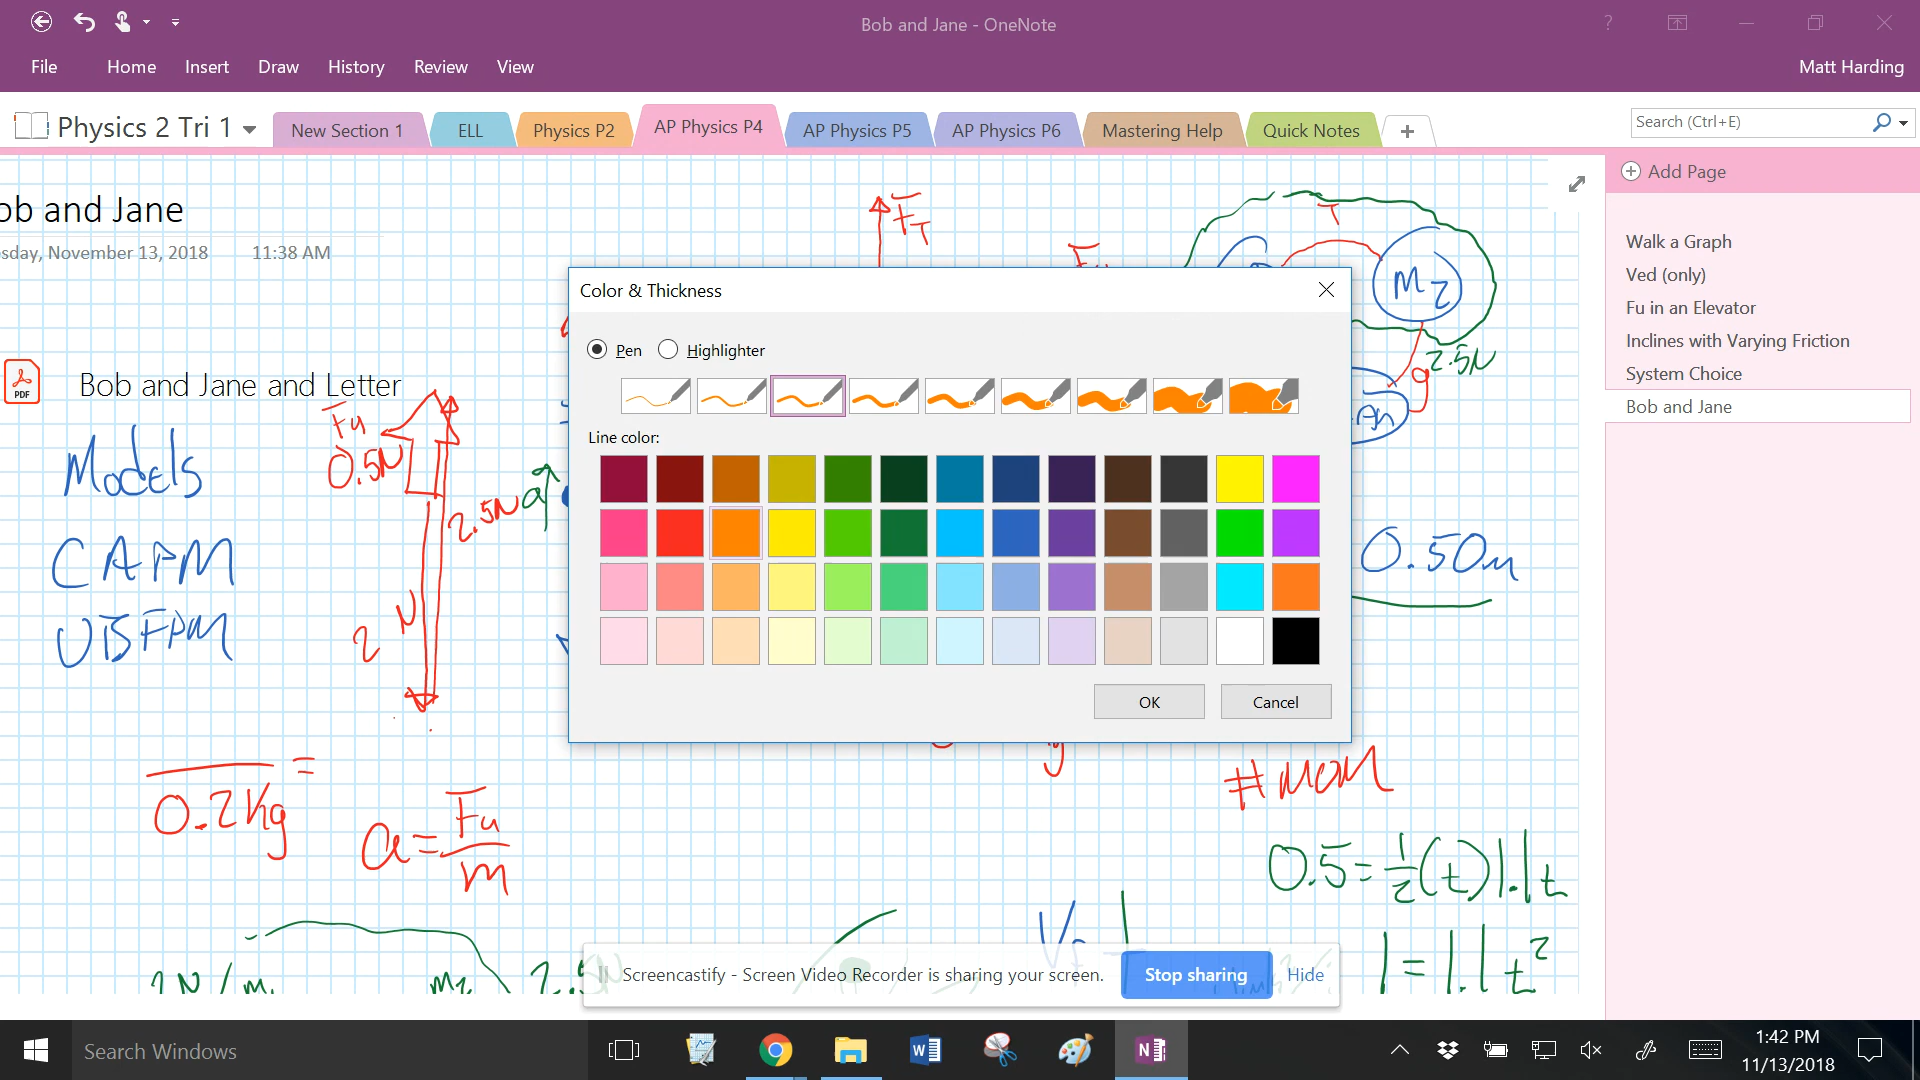 Bob and Jane - OneNote
?
File Home Insert Draw History Review View
Matt Harding
Physics 2 Tri 1
New Section 1
ELL
Physics P2
AP Physics P4
AP Physics P5
AP Physics P6
Mastering Help
Quick Notes
+
Search (Ctrl+E)
Add Page
Walk a Graph
Ved (only)
Fu in an Elevator
Inclines with Varying Friction
System Choice
Bob and Jane
ob and Jane
sday, November 13, 2018 11:38 AM
PDF
Bob and Jane and Letter
Models
CAPM
UBFPM
Fu
0.5N
2.5N
a
2 N
0.2kg
=
a = Fu
m
FT
T
m2
2.5N
g
0.50m
Color & Thickness
Pen
Highlighter
Line color:
OK
Cancel
g
#MOM
0.5 = 1/2 (t) 1.1t
1 = 1.1 t²
2N m1
m2
Screencastify - Screen Video Recorder is sharing your screen.
Stop sharing
Hide
Search Windows
1:42 PM
11/13/2018